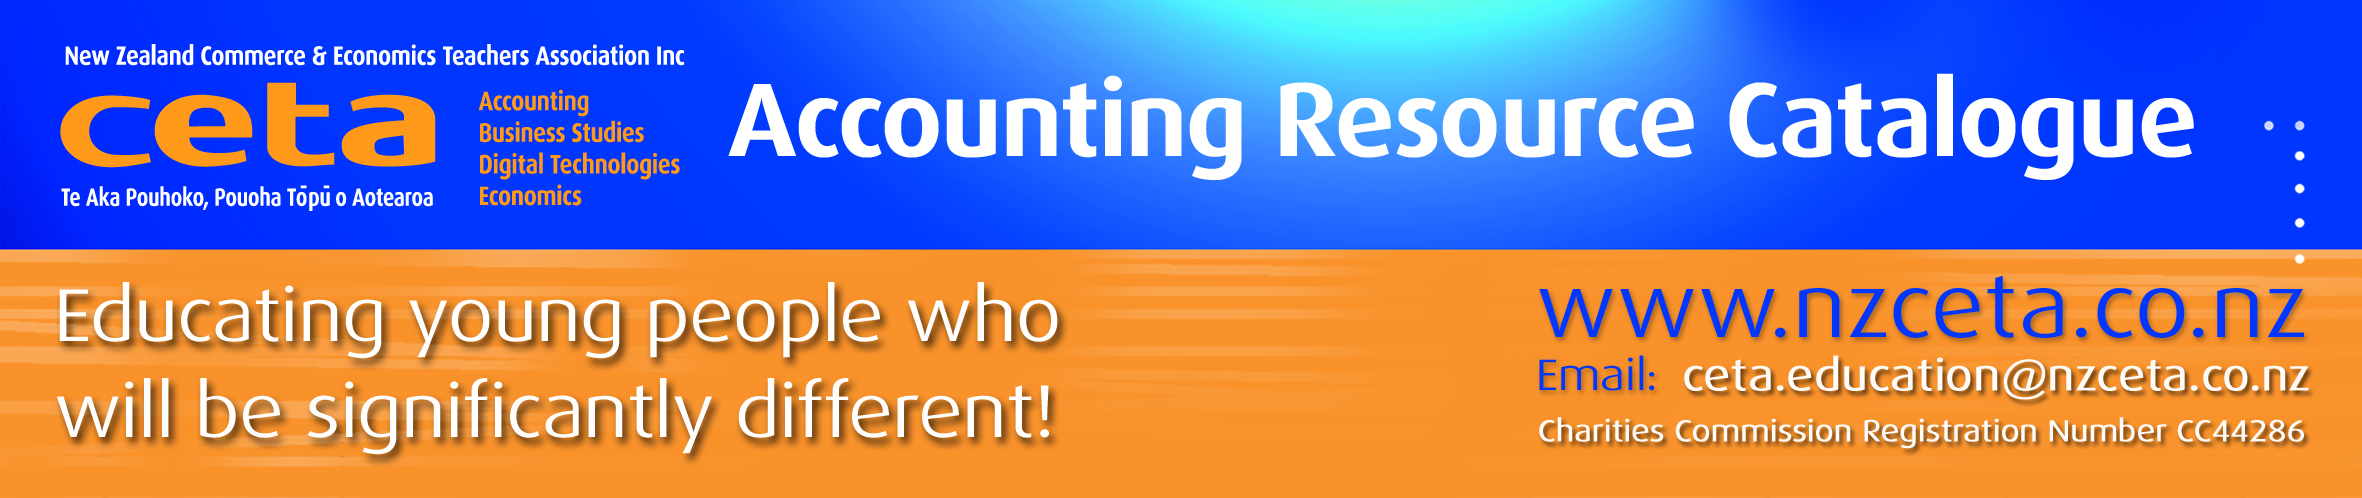 New Zealand Commerce & Economics Teachers Association Inc
ceta
Accounting
Business Studies
Digital Technologies
Economics
Te Aka Pouhoko, Pouoha Tōpū o Aotearoa
Accounting Resource Catalogue
Educating young people who
will be significantly different!
www.nzceta.co.nz
Email: ceta.education@nzceta.co.nz
Charities Commission Registration Number CC44286